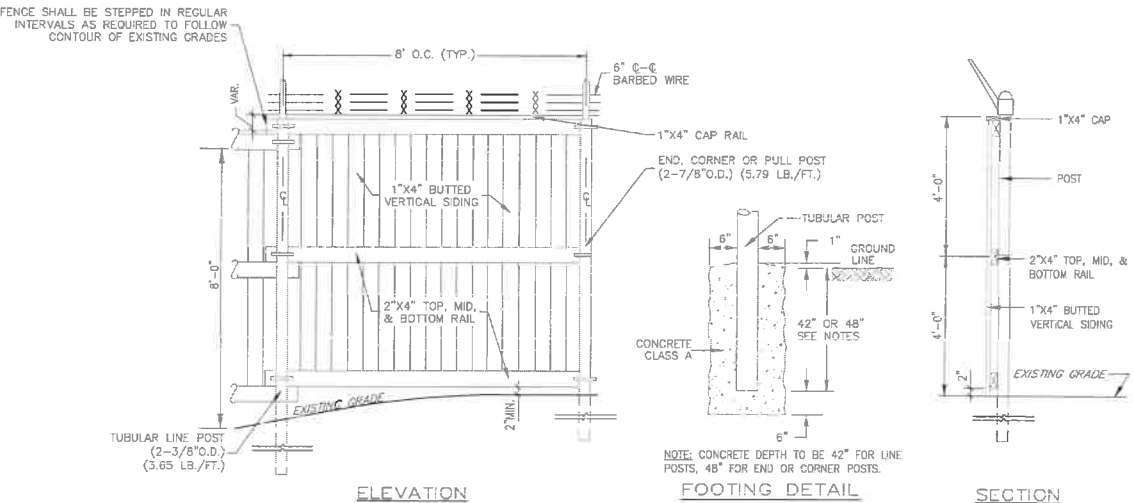 FENCE SHALL BE STEPPED IN REGULAR
INTERVALS AS REQUIRED TO FOLLOW
CONTOUR OF EXISTING GRADES
8' O.C. (TYP.)
6" ℄-℄
BARBED WIRE
VAR.
1"X4" CAP RAIL
END, CORNER OR PULL POST
(2-7/8"O.D.) (5.79 LB./FT.)
1"X4" BUTTED
VERTICAL SIDING
℄
℄
8'-0"
2"X4" TOP, MID,
& BOTTOM RAIL
EXISTING GRADE
2"MIN.
TUBULAR LINE POST
(2-3/8"O.D.)
(3.65 LB./FT.)
ELEVATION
TUBULAR POST
6"
6"
1"
GROUND
LINE
42" OR 48"
SEE NOTES
CONCRETE
CLASS A
6"
NOTE: CONCRETE DEPTH TO BE 42" FOR LINE
POSTS, 48" FOR END OR CORNER POSTS.
FOOTING DETAIL
1"X4" CAP
POST
4'-0"
2"X4" TOP, MID, &
BOTTOM RAIL
1"X4" BUTTED
VERTICAL SIDING
4'-0"
2"
EXISTING GRADE
SECTION